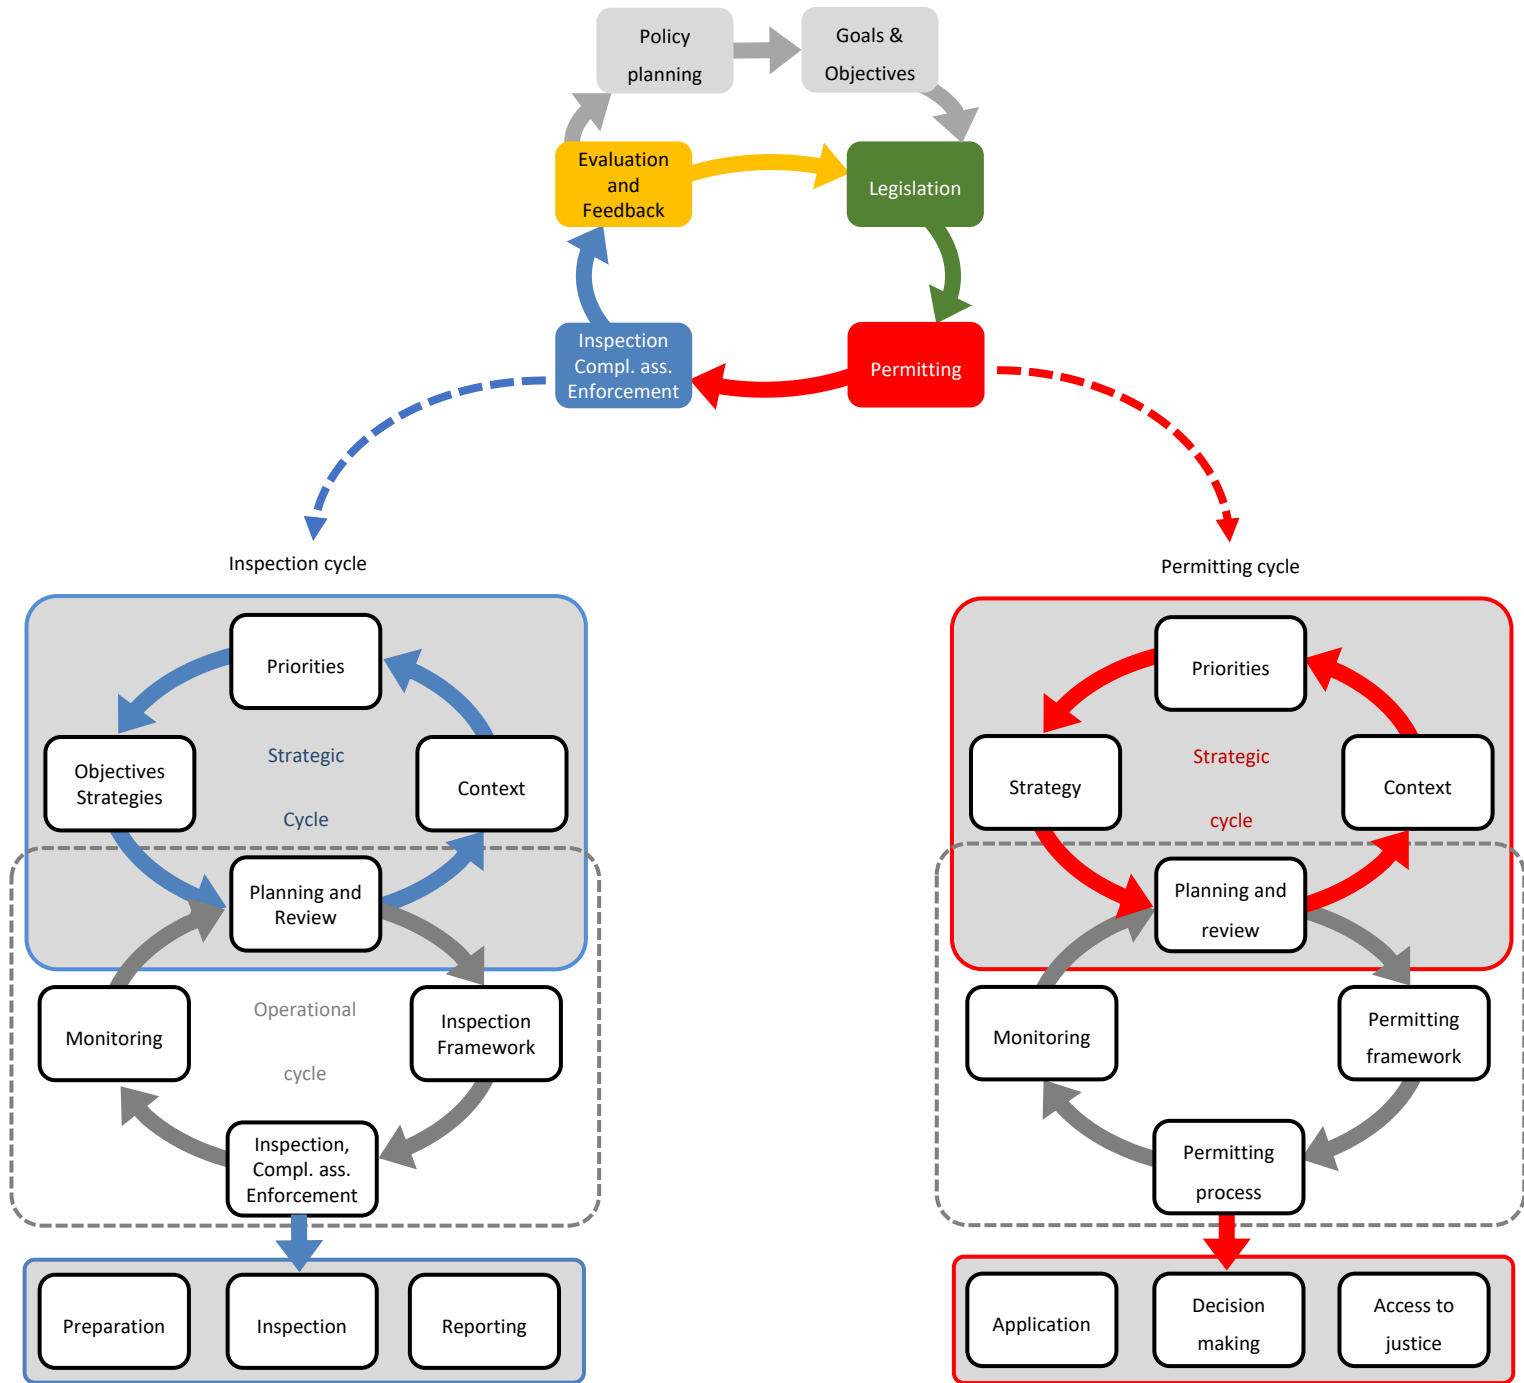 Policy
planning
Goals &
Objectives
Evaluation
and
Feedback
Legislation
Inspection
Compl. ass.
Enforcement
Permitting
Inspection cycle
Priorities
Objectives
Strategies
Strategic
Cycle
Context
Planning and
Review
Monitoring
Operational
cycle
Inspection
Framework
Inspection,
Compl. ass.
Enforcement
Preparation
Inspection
Reporting
Permitting cycle
Priorities
Strategy
Strategic
cycle
Context
Planning and
review
Monitoring
Permitting
framework
Permitting
process
Application
Decision
making
Access to
justice